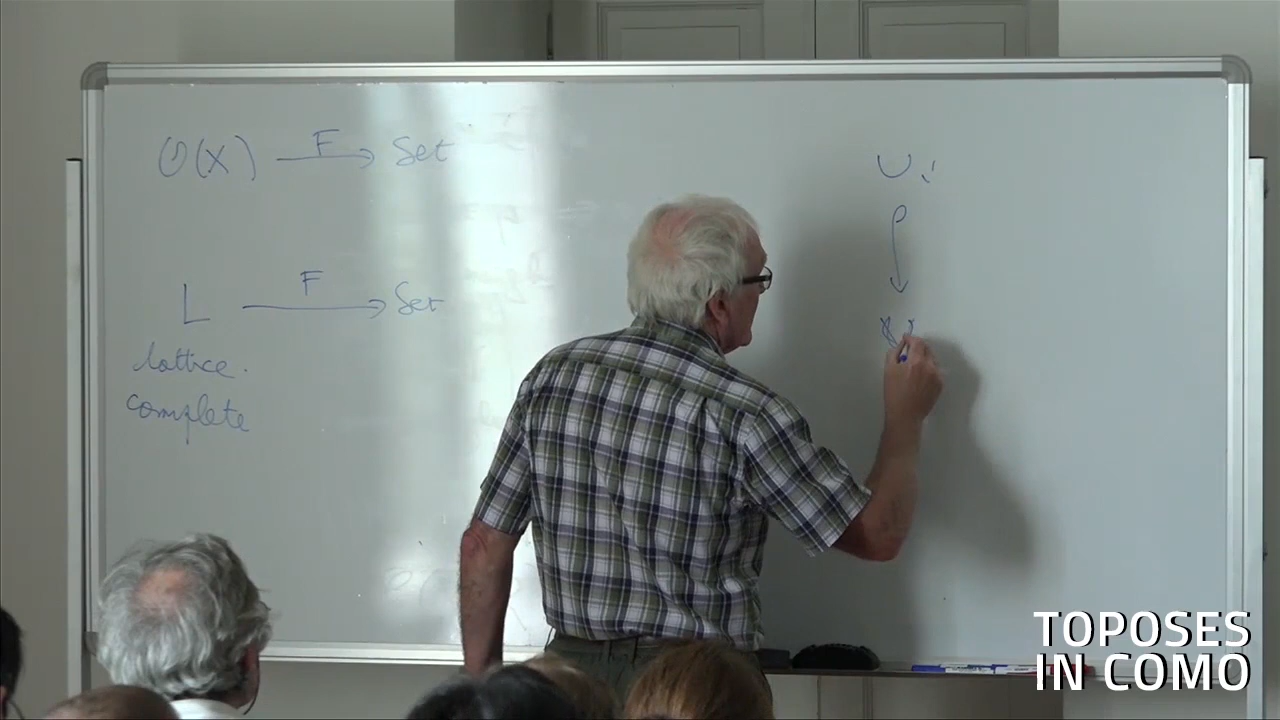 O(X) F → Set
L F → Set
lattice.
complete
U i
TOPOSES
IN COMO